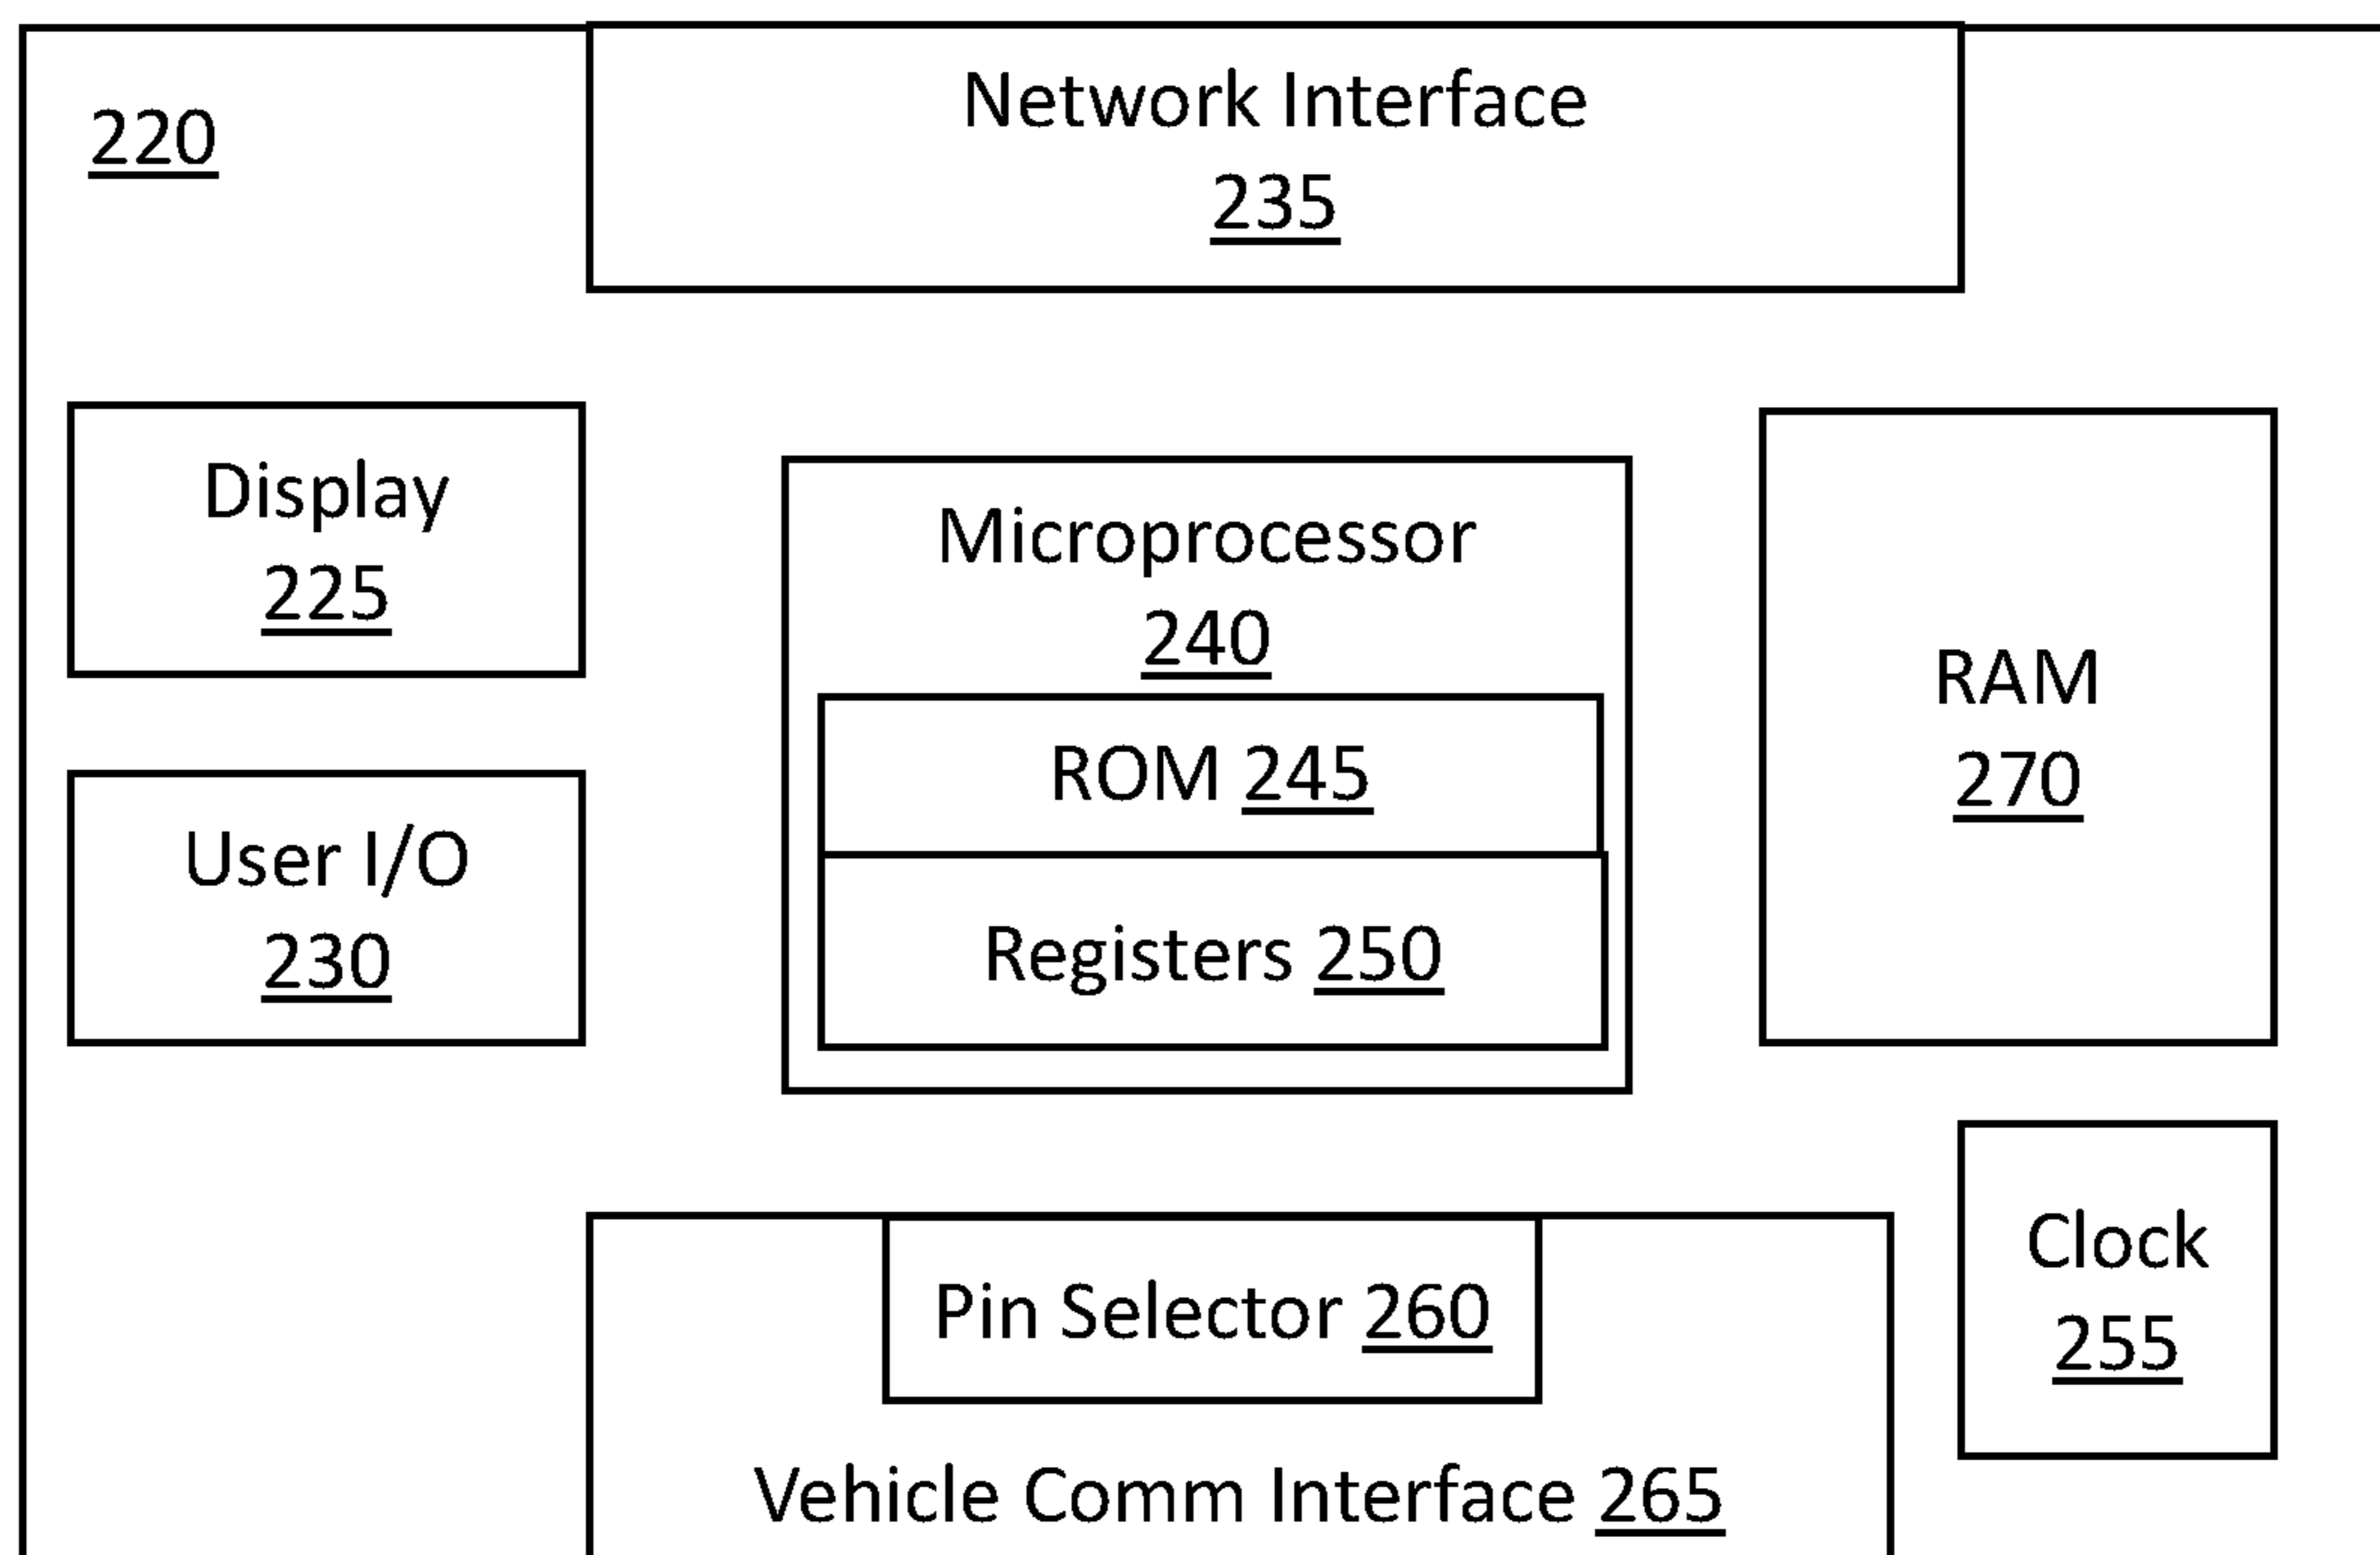 220
Network Interface
235
Display
225
User I/O
230
Microprocessor
240
ROM 245
Registers 250
RAM
270
Clock
255
Pin Selector 260
Vehicle Comm Interface 265